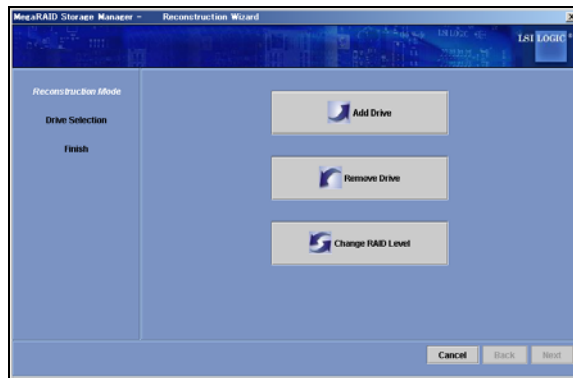 MegaRAID Storage Manager - Reconstruction Wizard
LSI LOGIC
Reconstruction Mode
Drive Selection
Finish
Add Drive
Remove Drive
Change RAID Level
Cancel Back Next